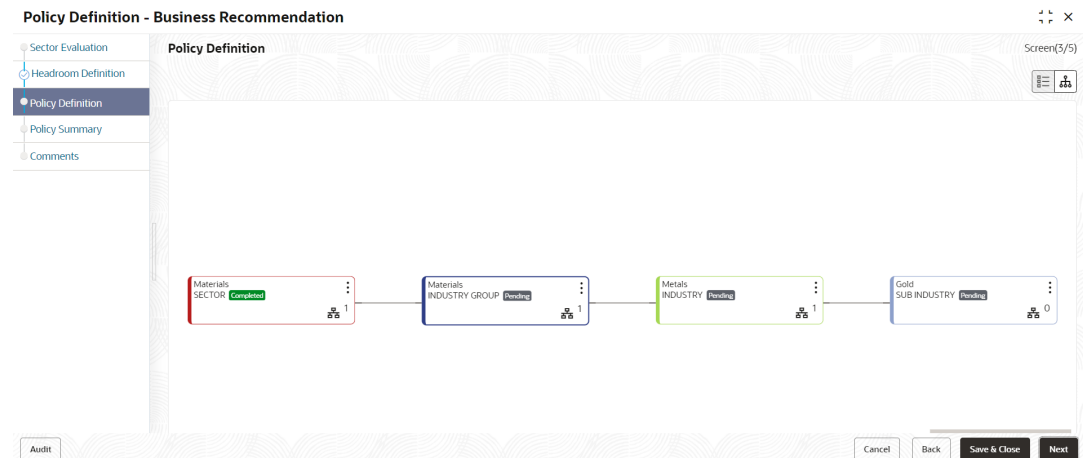 Policy Definition - Business Recommendation
Sector Evaluation
Headroom Definition
Policy Definition
Policy Summary
Comments
Policy Definition
Screen(3/5)
Materials
SECTOR Completed
1
Materials
INDUSTRY GROUP Pending
1
Metals
INDUSTRY Pending
1
Gold
SUB INDUSTRY Pending
0
Audit
Cancel
Back
Save & Close
Next